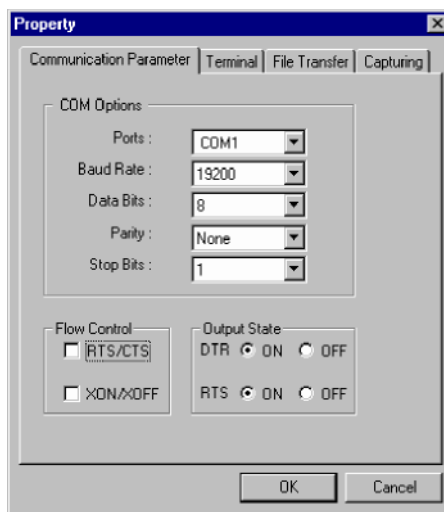 Property
Communication Parameter Terminal File Transfer Capturing
COM Options
Ports : COM1
Baud Rate : 19200
Data Bits : 8
Parity : None
Stop Bits : 1
Flow Control
RTS/CTS
XON/XOFF
Output State
DTR ON OFF
RTS ON OFF
OK Cancel